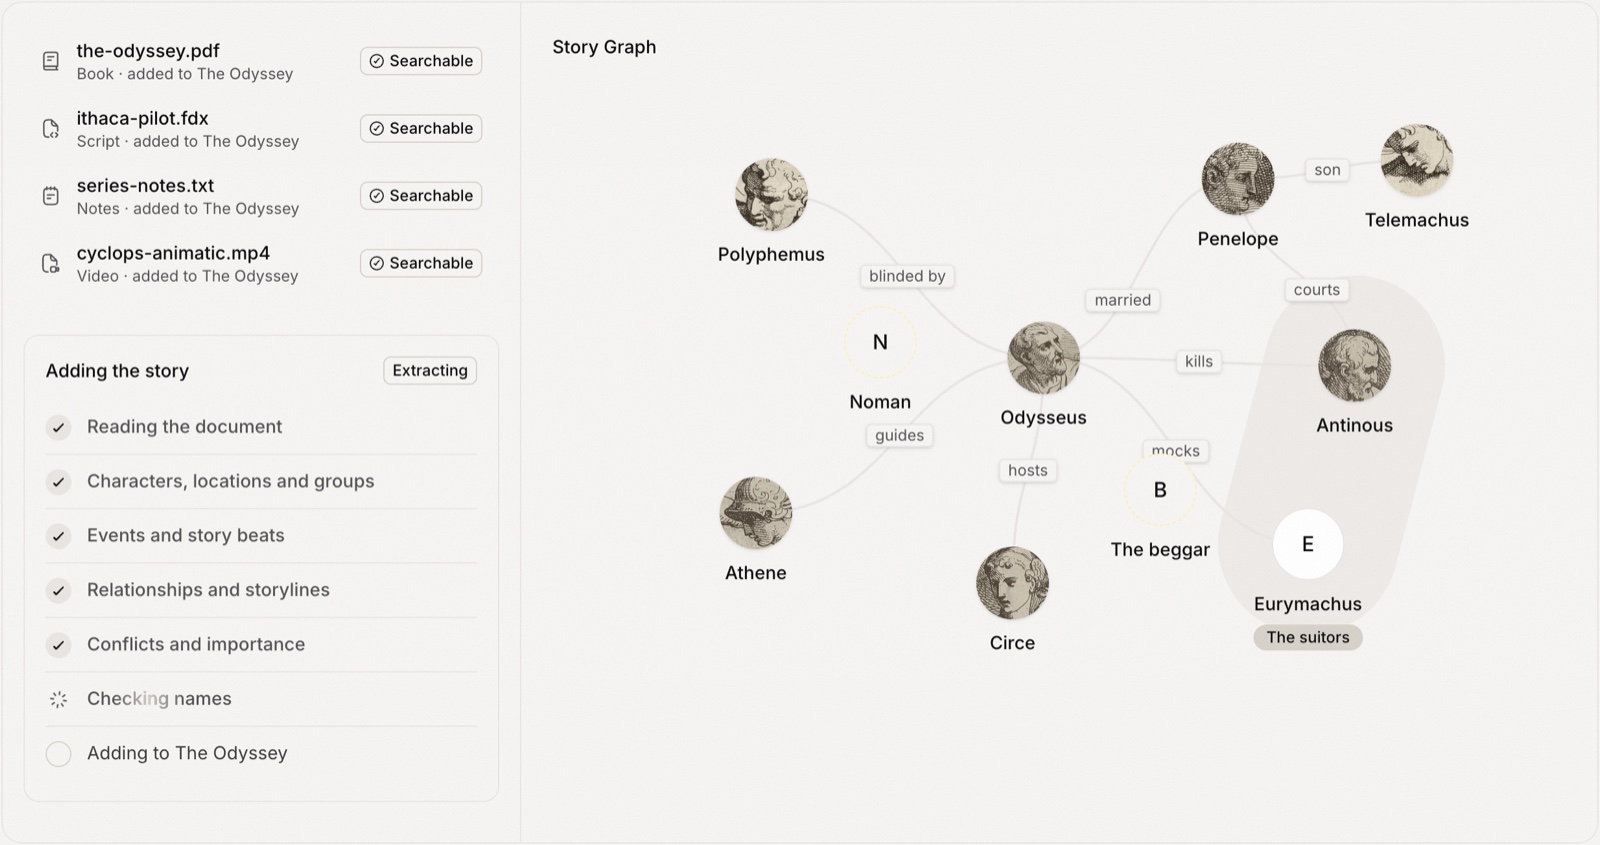 the-odyssey.pdf
Book · added to The Odyssey
Searchable
ithaca-pilot.fdx
Script · added to The Odyssey
Searchable
series-notes.txt
Notes · added to The Odyssey
Searchable
cyclops-animatic.mp4
Video · added to The Odyssey
Searchable
Adding the story
Extracting
Reading the document
Characters, locations and groups
Events and story beats
Relationships and storylines
Conflicts and importance
Checking names
Adding to The Odyssey
Story Graph
son
Telemachus
Penelope
Polyphemus
blinded by
courts
married
N
kills
Noman
Odysseus
Antinous
guides
mocks
hosts
B
The beggar
E
Athene
Eurymachus
The suitors
Circe